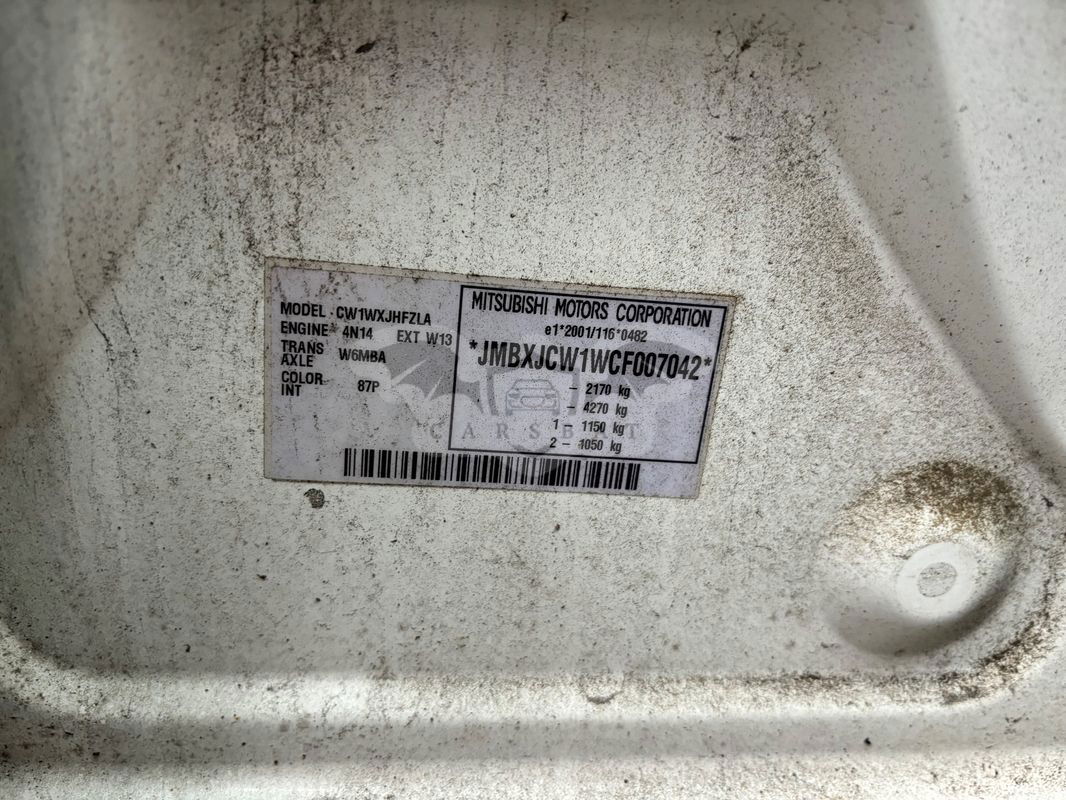 MODEL CW1WXJHFZLA
ENGINE 4N14 EXT W13
TRANS AXLE W6MBA
COLOR INT 87P
MITSUBISHI MOTORS CORPORATION
e1*2001/116*0482
*JMBXJCW1WCF007042*
- 2170 kg
- 4270 kg
1 - 1150 kg
2 - 1050 kg
CARSBAT